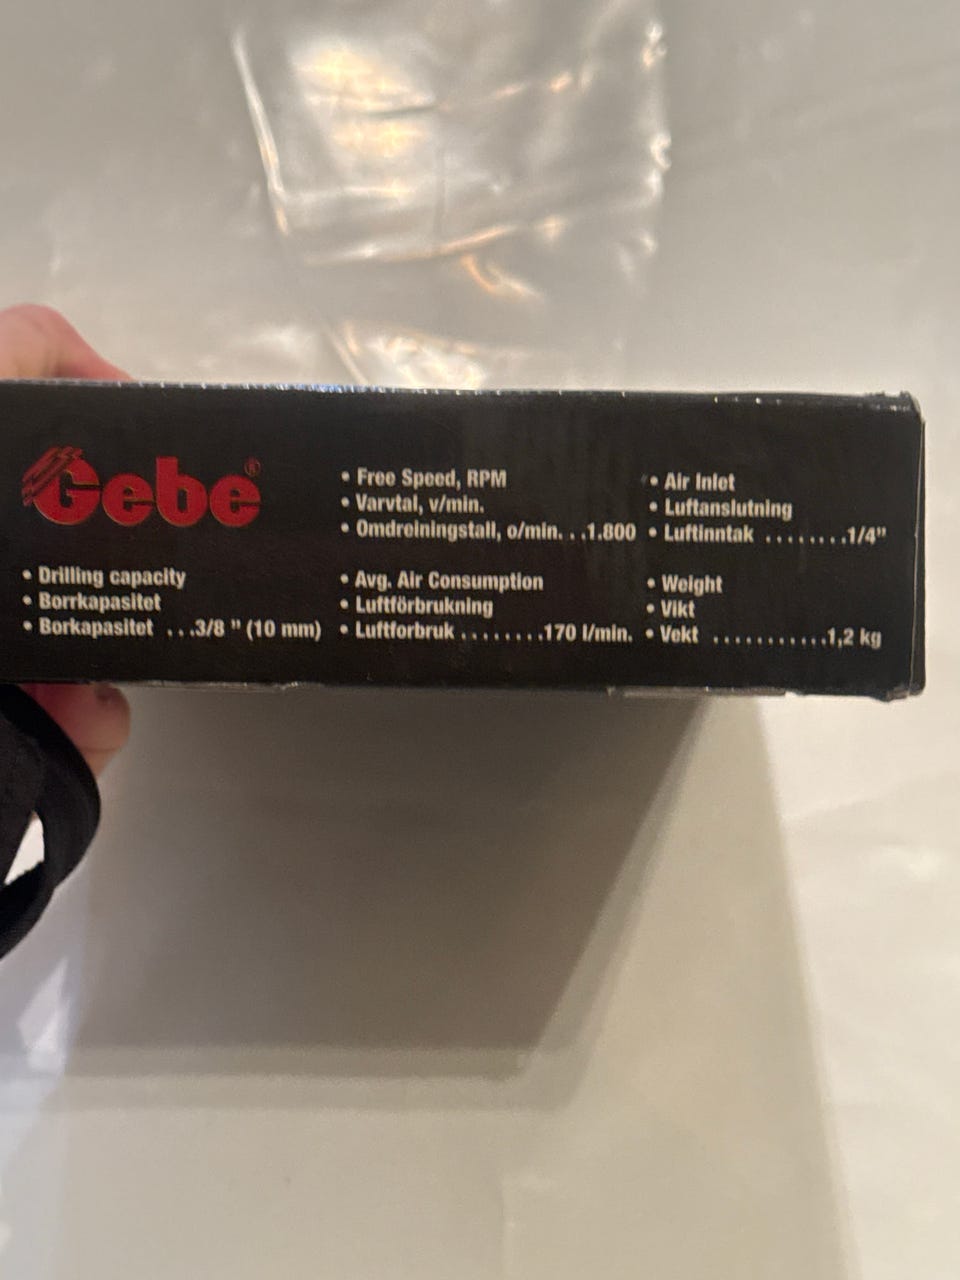 Gebe®
• Drilling capacity
• Borrkapasitet
• Borkapasitet ...3/8 " (10 mm)
• Free Speed, RPM
• Varvtal, v/min.
• Omdreiningstall, o/min. . .1.800
• Avg. Air Consumption
• Luftförbrukning
• Luftforbruk ........170 l/min.
• Air Inlet
• Luftanslutning
• Luftinntak ........1/4"
• Weight
• Vikt
• Vekt ...........1,2 kg